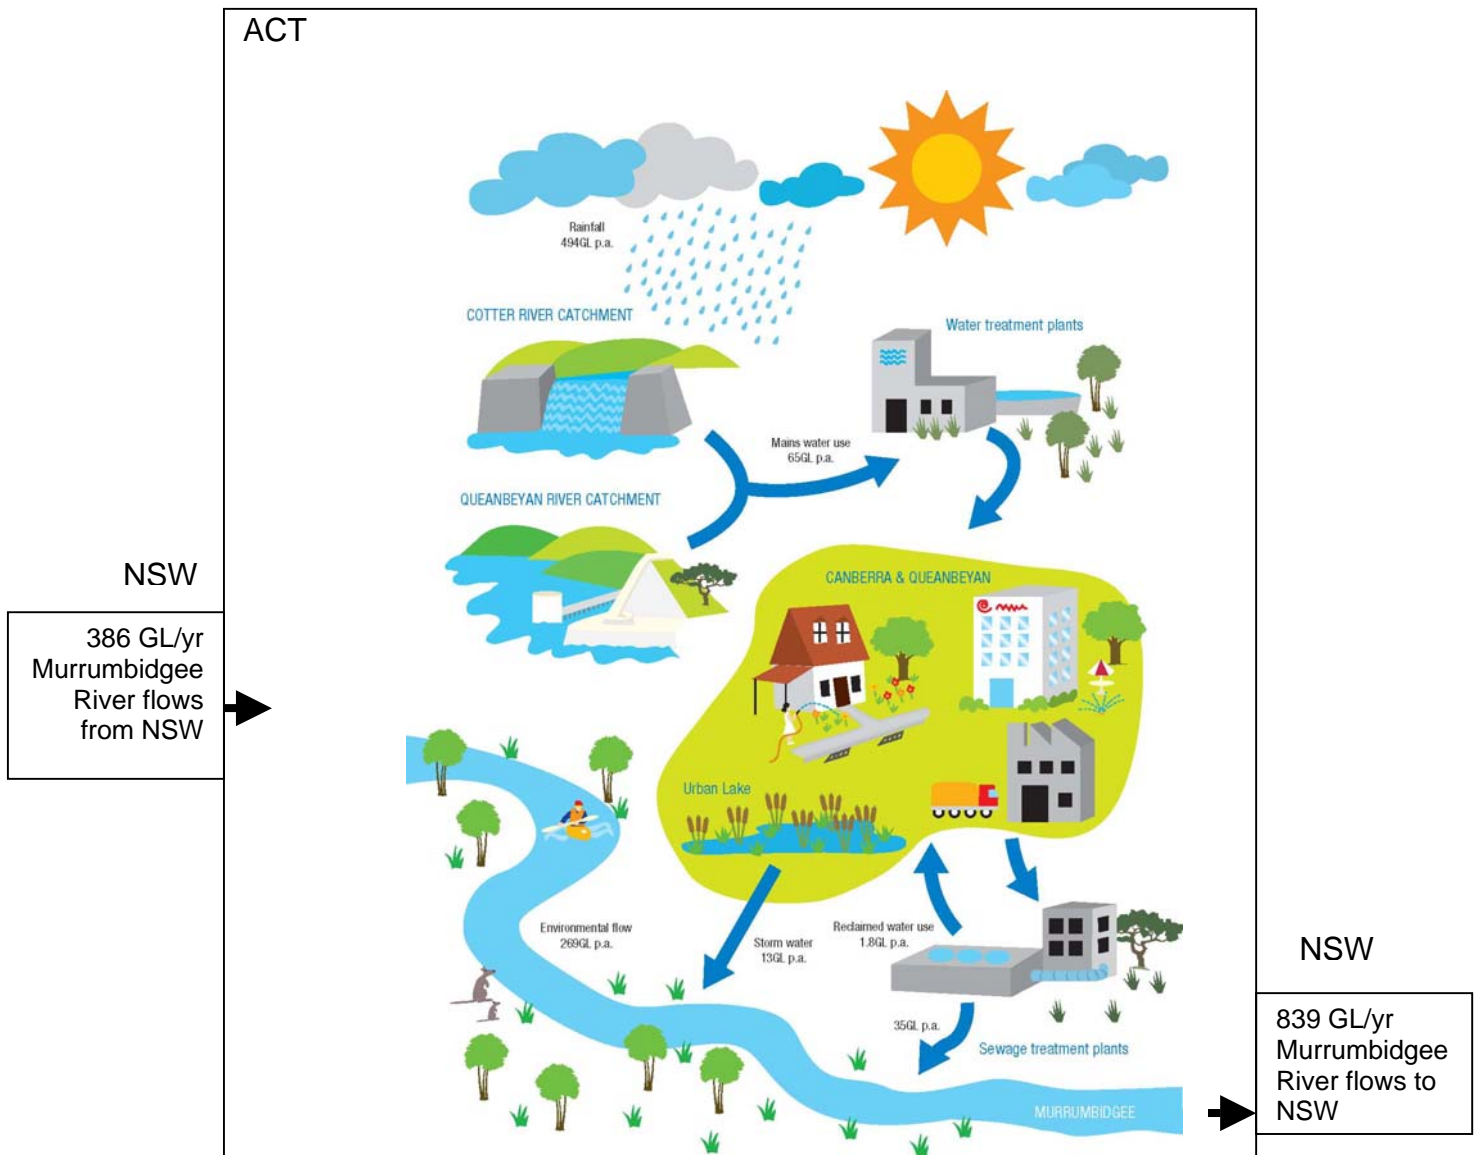 ACT
Rainfall
494GL p.a.
COTTER RIVER CATCHMENT
Water treatment plants
Mains water use
65GL p.a.
QUEANBEYAN RIVER CATCHMENT
NSW
386 GL/yr
Murrumbidgee
River flows
from NSW
CANBERRA & QUEANBEYAN
Urban Lake
Environmental flow
269GL p.a.
Storm water
13GL p.a.
Reclaimed water use
1.8GL p.a.
35GL p.a.
Sewage treatment plants
MURRUMBIDGEE
NSW
839 GL/yr
Murrumbidgee
River flows to
NSW